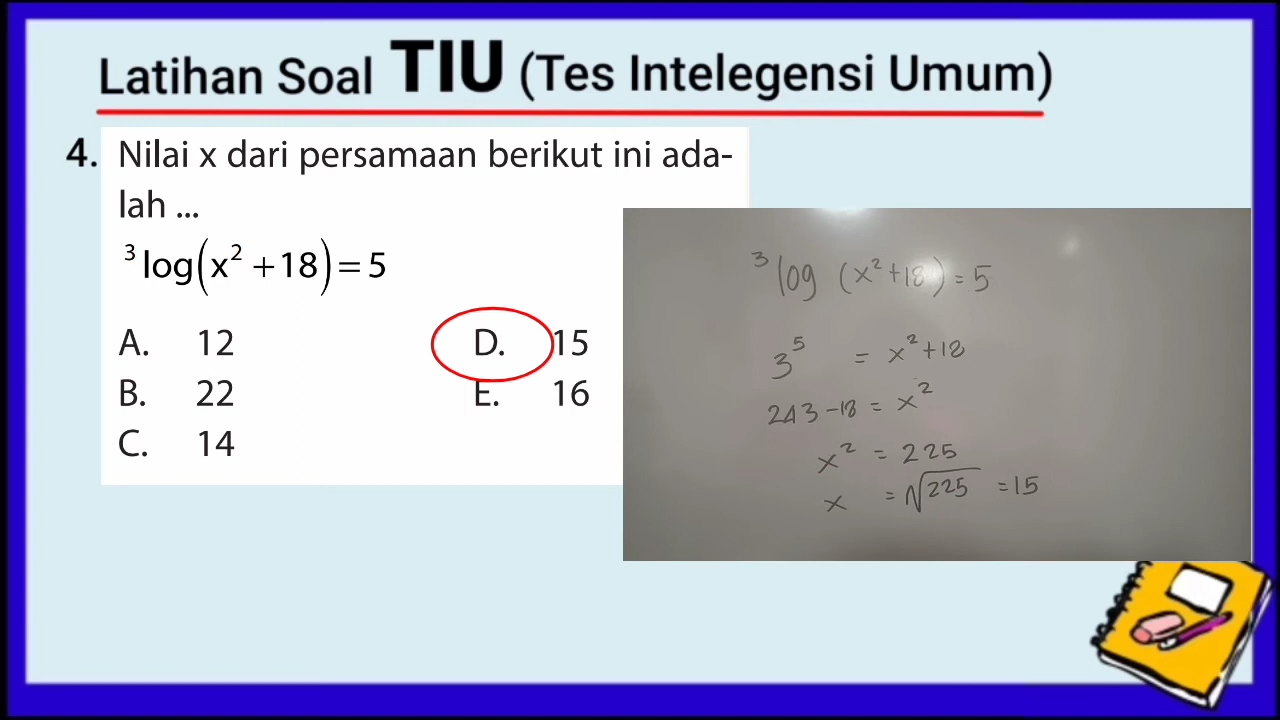 Latihan Soal TIU (Tes Intelegensi Umum)
4. Nilai x dari persamaan berikut ini ada-
lah ...
³log(x² +18) = 5
A. 12
B. 22
C. 14
D. 15
E. 16
³log (x²+18) = 5
3⁵ = x²+18
243 -18 = x²
x² = 225
x = √225 = 15